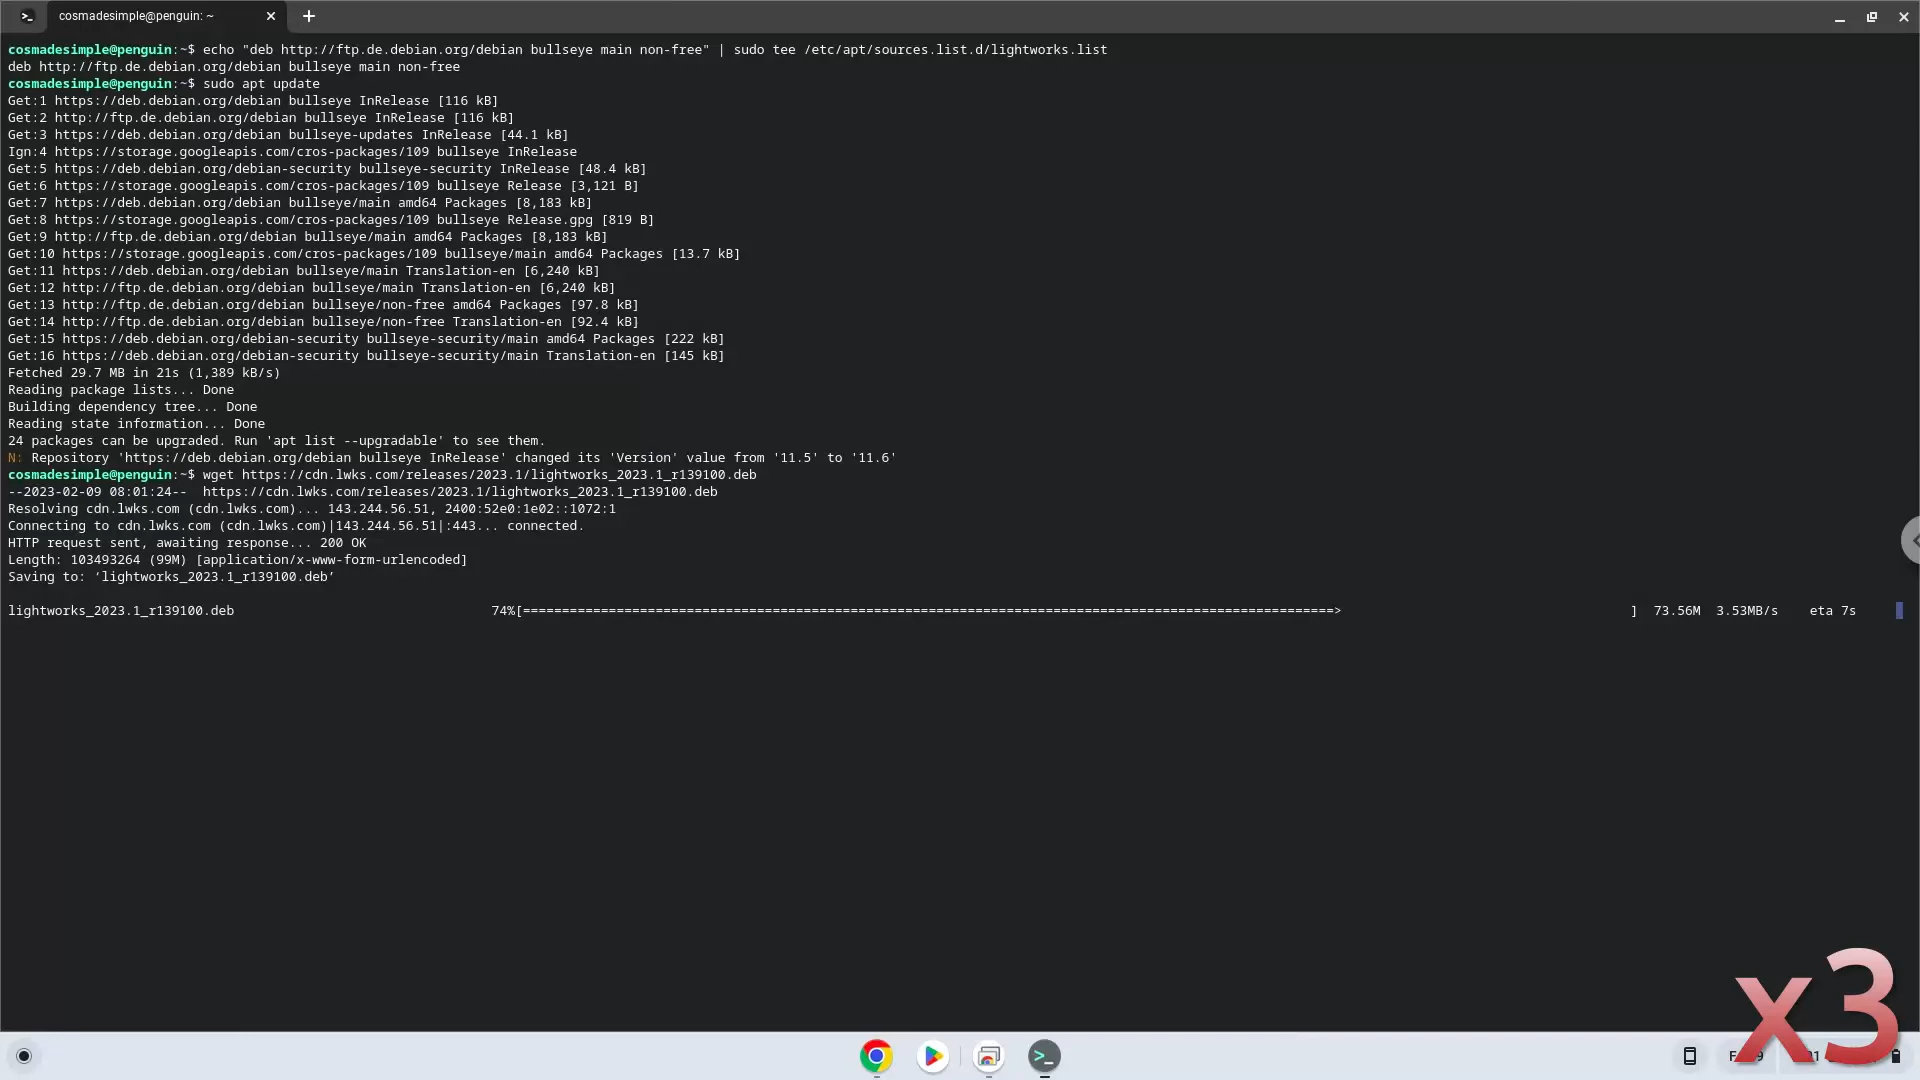 cosmadesimple@penguin: ~
cosmadesimple@penguin:~$ echo "deb http://ftp.de.debian.org/debian bullseye main non-free" | sudo tee /etc/apt/sources.list.d/lightworks.list
deb http://ftp.de.debian.org/debian bullseye main non-free
cosmadesimple@penguin:~$ sudo apt update
Get:1 https://deb.debian.org/debian bullseye InRelease [116 kB]
Get:2 http://ftp.de.debian.org/debian bullseye InRelease [116 kB]
Get:3 https://deb.debian.org/debian bullseye-updates InRelease [44.1 kB]
Ign:4 https://storage.googleapis.com/cros-packages/109 bullseye InRelease
Get:5 https://deb.debian.org/debian-security bullseye-security InRelease [48.4 kB]
Get:6 https://storage.googleapis.com/cros-packages/109 bullseye Release [3,121 B]
Get:7 https://deb.debian.org/debian bullseye/main amd64 Packages [8,183 kB]
Get:8 https://storage.googleapis.com/cros-packages/109 bullseye Release.gpg [819 B]
Get:9 http://ftp.de.debian.org/debian bullseye/main amd64 Packages [8,183 kB]
Get:10 https://storage.googleapis.com/cros-packages/109 bullseye/main amd64 Packages [13.7 kB]
Get:11 https://deb.debian.org/debian bullseye/main Translation-en [6,240 kB]
Get:12 http://ftp.de.debian.org/debian bullseye/main Translation-en [6,240 kB]
Get:13 http://ftp.de.debian.org/debian bullseye/non-free amd64 Packages [97.8 kB]
Get:14 http://ftp.de.debian.org/debian bullseye/non-free Translation-en [92.4 kB]
Get:15 https://deb.debian.org/debian-security bullseye-security/main amd64 Packages [222 kB]
Get:16 https://deb.debian.org/debian-security bullseye-security/main Translation-en [145 kB]
Fetched 29.7 MB in 21s (1,389 kB/s)
Reading package lists... Done
Building dependency tree... Done
Reading state information... Done
24 packages can be upgraded. Run 'apt list --upgradable' to see them.
N: Repository 'https://deb.debian.org/debian bullseye InRelease' changed its 'Version' value from '11.5' to '11.6'
cosmadesimple@penguin:~$ wget https://cdn.lwks.com/releases/2023.1/lightworks_2023.1_r139100.deb
--2023-02-09 08:01:24--  https://cdn.lwks.com/releases/2023.1/lightworks_2023.1_r139100.deb
Resolving cdn.lwks.com (cdn.lwks.com)... 143.244.56.51, 2400:52e0:1e02::1072:1
Connecting to cdn.lwks.com (cdn.lwks.com)|143.244.56.51|:443... connected.
HTTP request sent, awaiting response... 200 OK
Length: 103493264 (99M) [application/x-www-form-urlencoded]
Saving to: ‘lightworks_2023.1_r139100.deb’
lightworks_2023.1_r139100.deb 74%[========================================================================================================> ] 73.56M 3.53MB/s eta 7s
x3